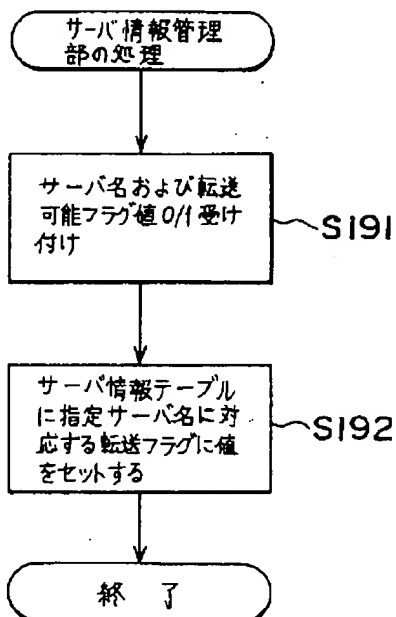 サーバ情報管理
部の処理
サーバ名および転送
可能フラグ値0/1受け
付け
S191
サーバ情報テーブル
に指定サーバ名に対
応する転送フラグに値
をセットする
S192
終了